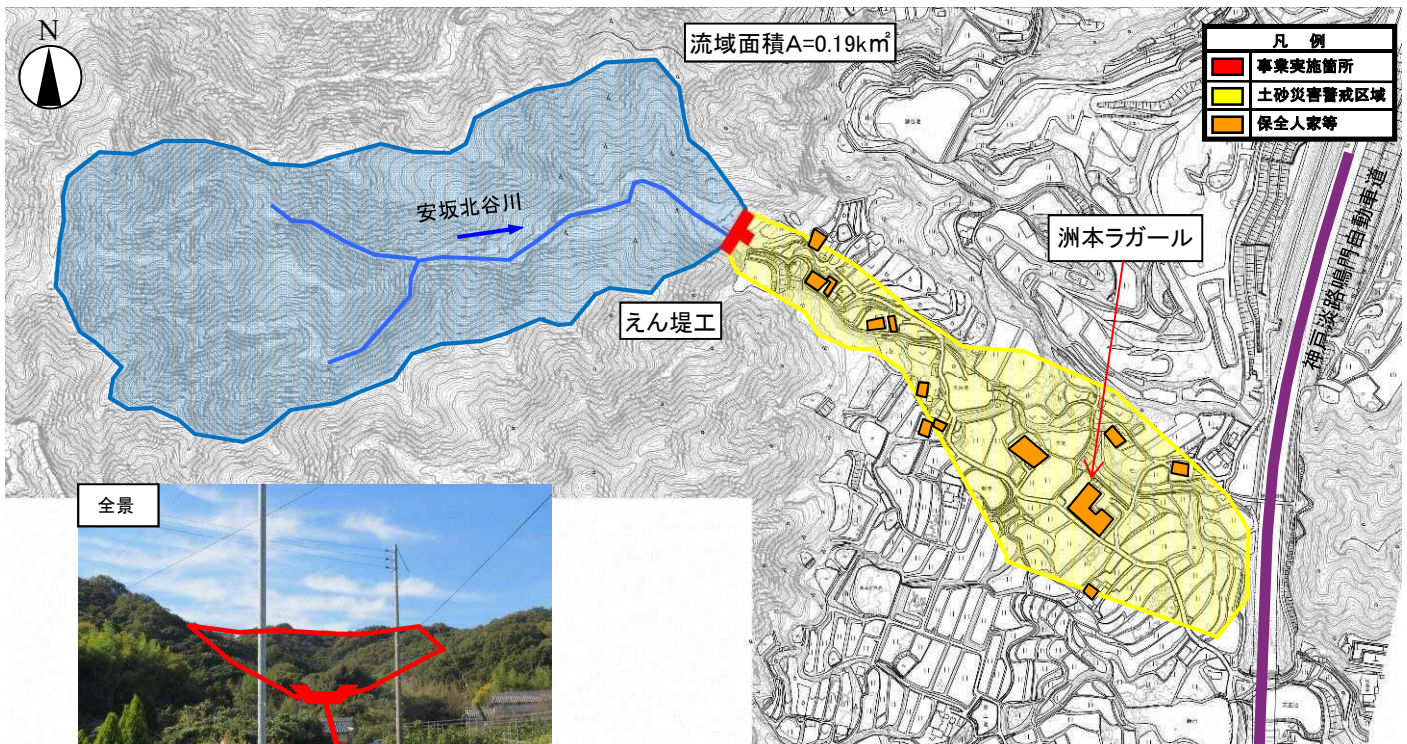 N
流域面積A=0.19k㎡
凡 例
事業実施箇所
土砂災害警戒区域
保全人家等
安坂北谷川
洲本ラガール
神戸淡路鳴門自動車道
えん堤工
全景